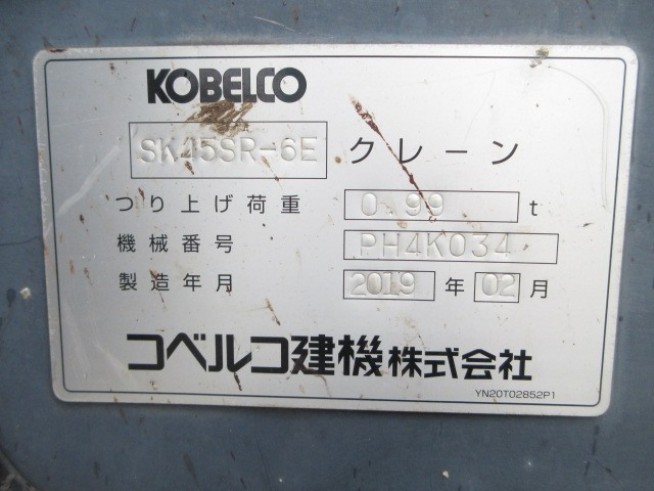 KOBELCO
SK45SR-6E クレーン
つり上げ荷重 0.99 t
機械番号 PH4K034
製造年月 2019 年 02 月
コベルコ建機株式会社
YN20T02852P1